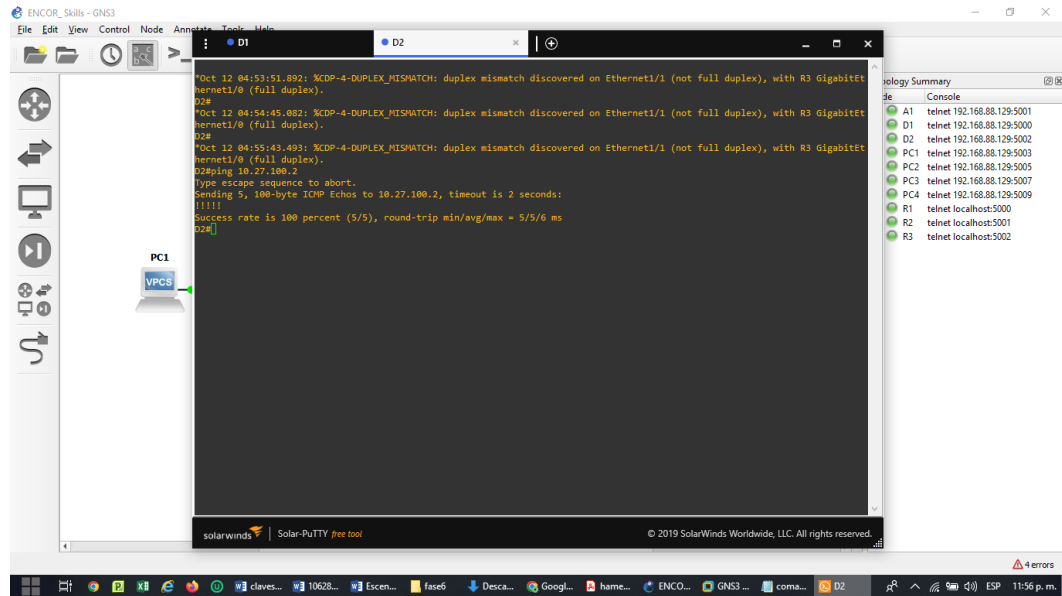 ENCOR_Skills - GNS3
File Edit View Control Node Annotate Tools Help
D1
D2
*Oct 12 04:53:51.892: %CDP-4-DUPLEX_MISMATCH: duplex mismatch discovered on Ethernet1/1 (not full duplex), with R3 GigabitEt
hernet1/0 (full duplex).
D2#
*Oct 12 04:54:45.082: %CDP-4-DUPLEX_MISMATCH: duplex mismatch discovered on Ethernet1/1 (not full duplex), with R3 GigabitEt
hernet1/0 (full duplex).
D2#
*Oct 12 04:55:43.493: %CDP-4-DUPLEX_MISMATCH: duplex mismatch discovered on Ethernet1/1 (not full duplex), with R3 GigabitEt
hernet1/0 (full duplex).
D2#ping 10.27.100.2
Type escape sequence to abort.
Sending 5, 100-byte ICMP Echos to 10.27.100.2, timeout is 2 seconds:
!!!!!
Success rate is 100 percent (5/5), round-trip min/avg/max = 5/5/6 ms
D2#
PC1
VPCS
solarwinds Solar-PuTTY free tool
© 2019 SolarWinds Worldwide, LLC. All rights reserved.
opology Summary
de Console
A1 telnet 192.168.88.129:5001
D1 telnet 192.168.88.129:5000
D2 telnet 192.168.88.129:5002
PC1 telnet 192.168.88.129:5003
PC2 telnet 192.168.88.129:5005
PC3 telnet 192.168.88.129:5007
PC4 telnet 192.168.88.129:5009
R1 telnet localhost:5000
R2 telnet localhost:5001
R3 telnet localhost:5002
4 errors
claves... 10628... Escen... fase6 Desca... Googl... hame... ENCO... GNS3 ... coma... D2 ESP 11:56 p. m.